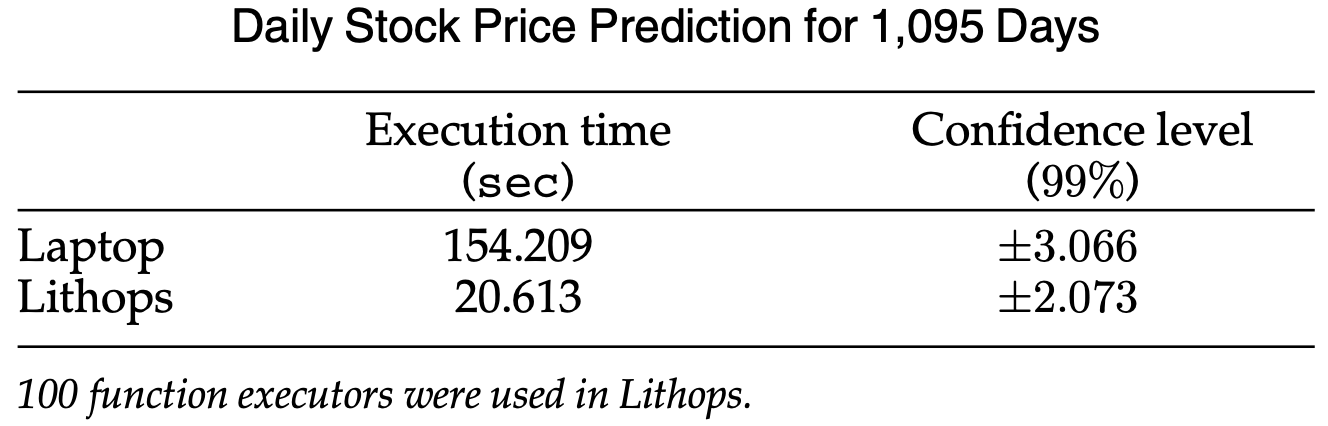 Daily Stock Price Prediction for 1,095 Days
Execution time Confidence level
(sec) (99%)
Laptop 154.209 ±3.066
Lithops 20.613 ±2.073
100 function executors were used in Lithops.